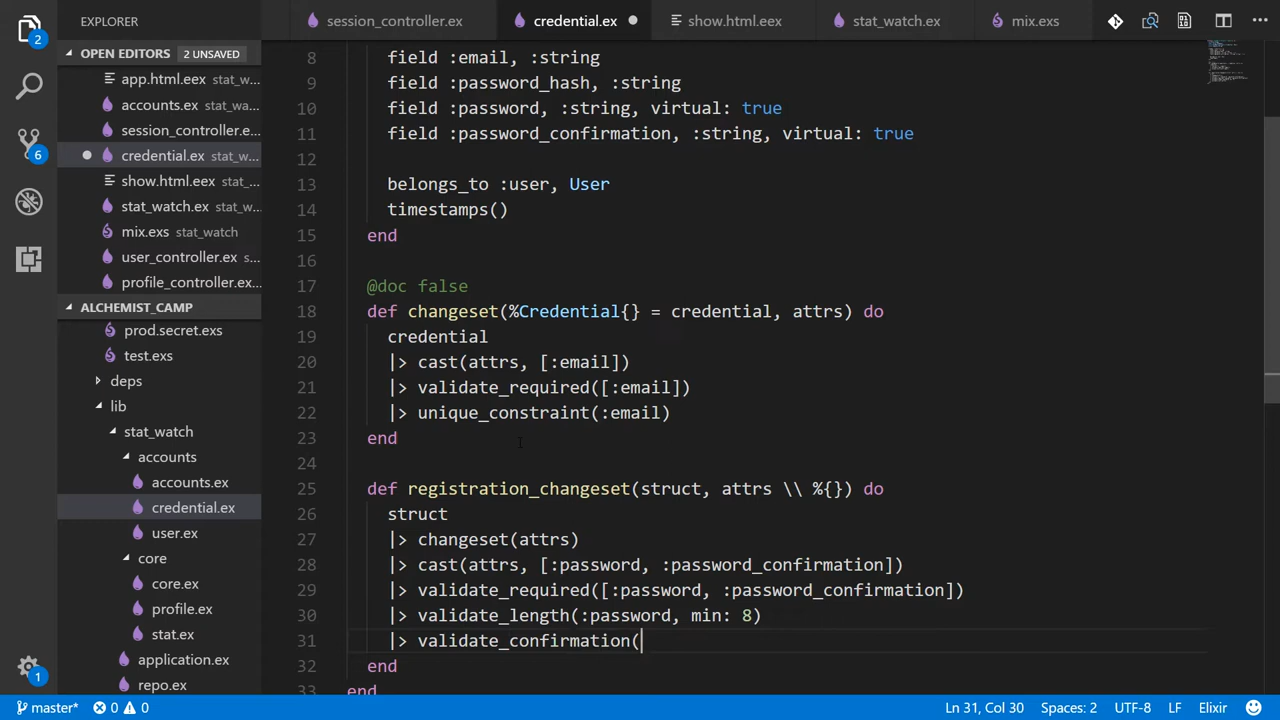 EXPLORER
session_controller.ex
credential.ex
show.html.eex
stat_watch.ex
mix.exs
2
OPEN EDITORS 2 UNSAVED
app.html.eex stat_w...
accounts.ex stat_wa...
session_controller.e...
credential.ex stat_w...
show.html.eex stat_...
stat_watch.ex stat_w...
mix.exs stat_watch
user_controller.ex s...
profile_controller.ex...
6
ALCHEMIST_CAMP
prod.secret.exs
test.exs
deps
lib
stat_watch
accounts
accounts.ex
credential.ex
user.ex
core
core.ex
profile.ex
stat.ex
application.ex
repo.ex
1
8 field :email, :string
9 field :password_hash, :string
10 field :password, :string, virtual: true
11 field :password_confirmation, :string, virtual: true
12
13 belongs_to :user, User
14 timestamps()
15 end
16
17 @doc false
18 def changeset(%Credential{} = credential, attrs) do
19 credential
20 |> cast(attrs, [:email])
21 |> validate_required([:email])
22 |> unique_constraint(:email)
23 end
24
25 def registration_changeset(struct, attrs \\ %{}) do
26 struct
27 |> changeset(attrs)
28 |> cast(attrs, [:password, :password_confirmation])
29 |> validate_required([:password, :password_confirmation])
30 |> validate_length(:password, min: 8)
31 |> validate_confirmation(
32 end
33 end
master* 0 0 Ln 31, Col 30 Spaces: 2 UTF-8 LF Elixir